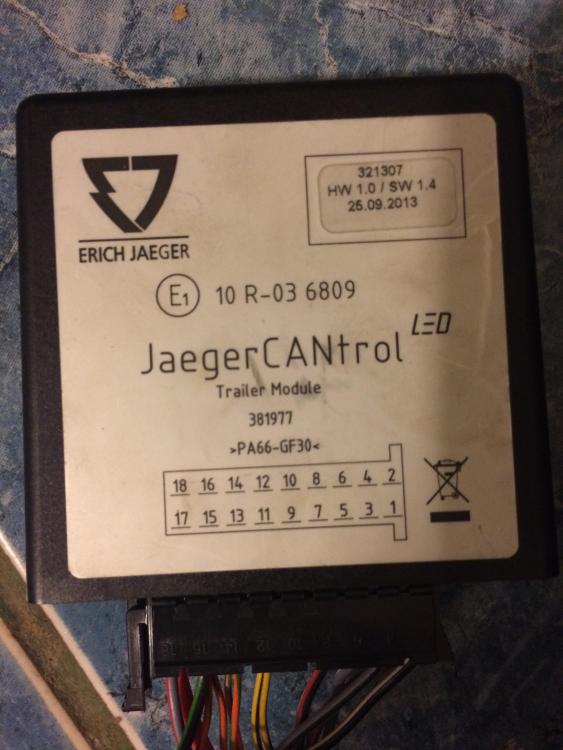 321307
HW 1.0 / SW 1.4
25.09.2013
ERICH JAEGER
E1 10 R-03 6809
JaegerCANtrol LED
Trailer Module
381977
>PA66-GF30<
18 16 14 12 10 8 6 4 2
17 15 13 11 9 7 5 3 1